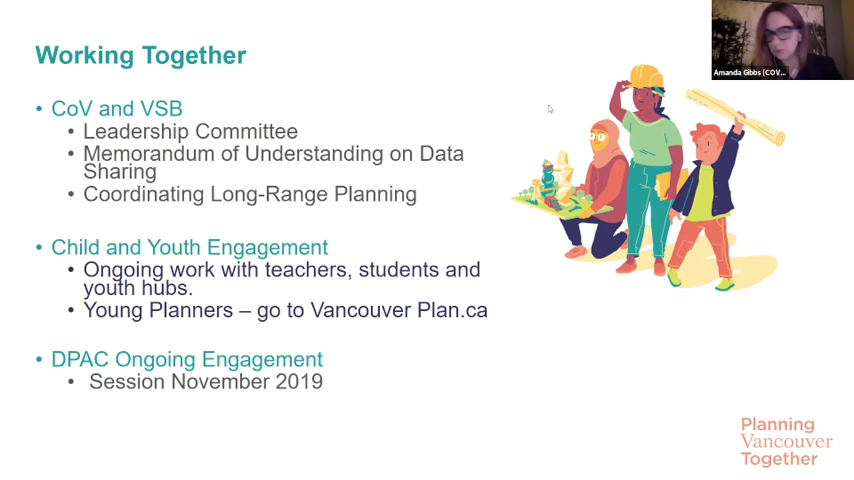 Working Together
Amanda Gibbs (COV...
• CoV and VSB
• Leadership Committee
• Memorandum of Understanding on Data
Sharing
• Coordinating Long-Range Planning
• Child and Youth Engagement
• Ongoing work with teachers, students and
youth hubs.
• Young Planners – go to Vancouver Plan.ca
• DPAC Ongoing Engagement
• Session November 2019
Planning
Vancouver
Together